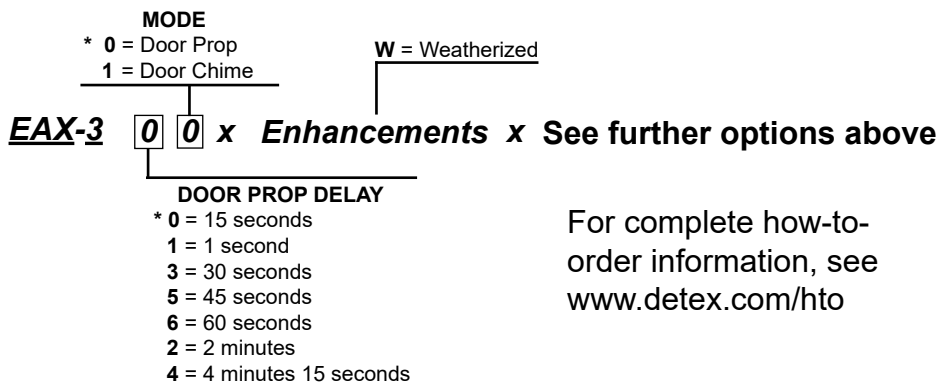 MODE
* 0 = Door Prop
1 = Door Chime
W = Weatherized
EAX-3 0 0 x Enhancements x See further options above
DOOR PROP DELAY
* 0 = 15 seconds
1 = 1 second
3 = 30 seconds
5 = 45 seconds
6 = 60 seconds
2 = 2 minutes
4 = 4 minutes 15 seconds
For complete how-to-
order information, see
www.detex.com/hto